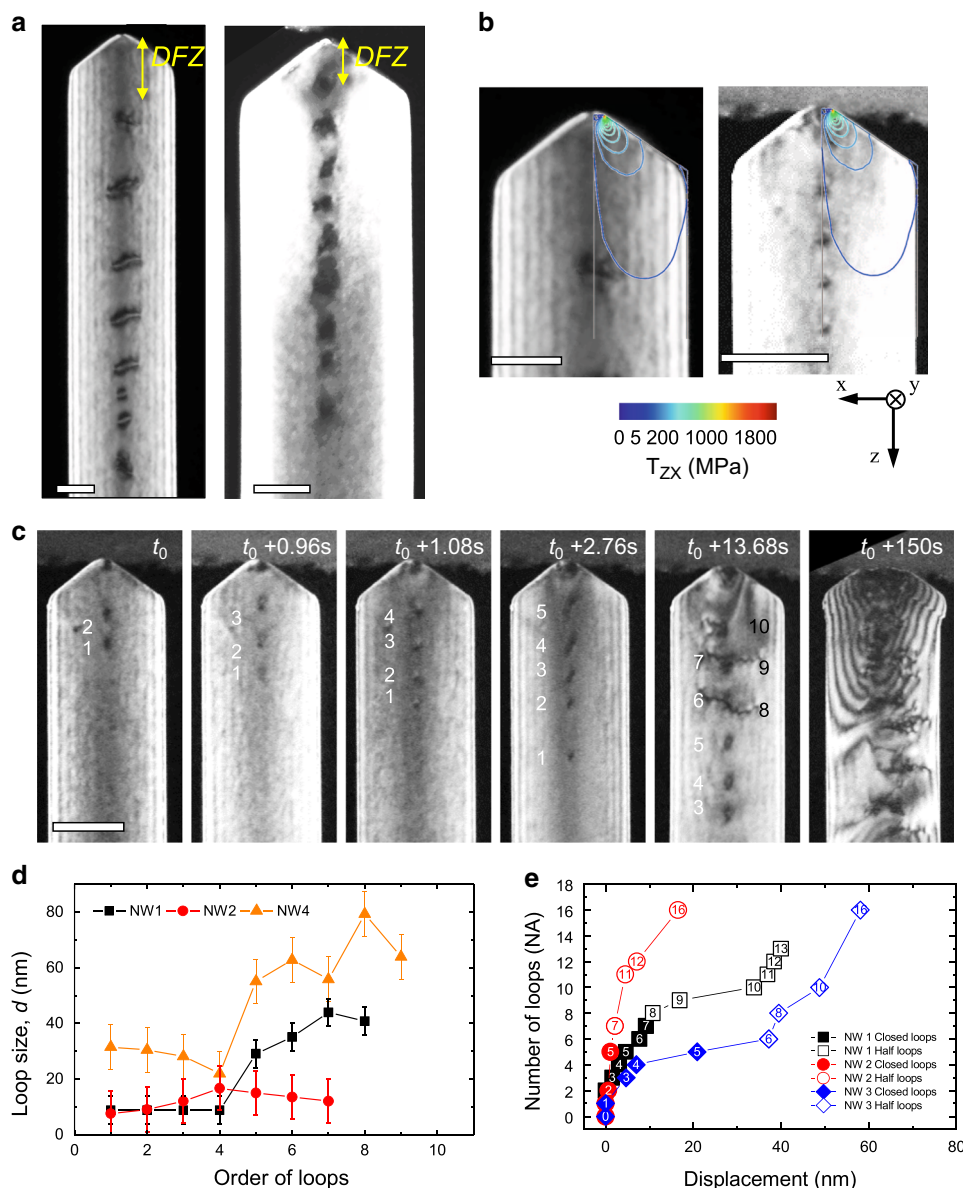 a
DFZ
DFZ
b
x
y
z
0 5 200 1000 1800
T_ZX (MPa)
c
t0
t0 +0.96s
t0 +1.08s
t0 +2.76s
t0 +13.68s
t0 +150s
2
1
3
2
1
4
3
2
1
5
4
3
2
1
10
7
9
6
8
5
4
3
d
NW1 NW2 NW4
80
60
40
20
0
0 2 4 6 8 10
Loop size, d (nm)
Order of loops
e
18
16
14
12
10
8
6
4
2
0
0 20 40 60 80
Number of loops (NA)
Displacement (nm)
16
12
11
7
5
2
13
12
11
10
9
8
7
6
5
4
3
16
10
8
6
5
4
3
1
0
NW 1 Closed loops
NW 1 Half loops
NW 2 Closed loops
NW 2 Half loops
NW 3 Closed loops
NW 3 Half loops